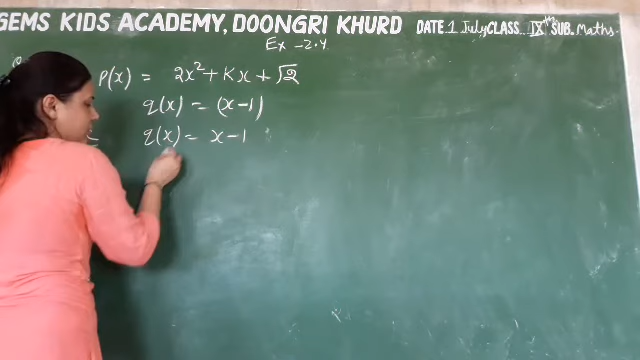 GEMS KIDS ACADEMY, DOONGRI KHURD DATE. 1 July CLASS... IXth SUB. Maths.
Ex - 2.4
p(x) = 2x² + Kx + √2
q(x) = (x-1)
q(x) = x-1